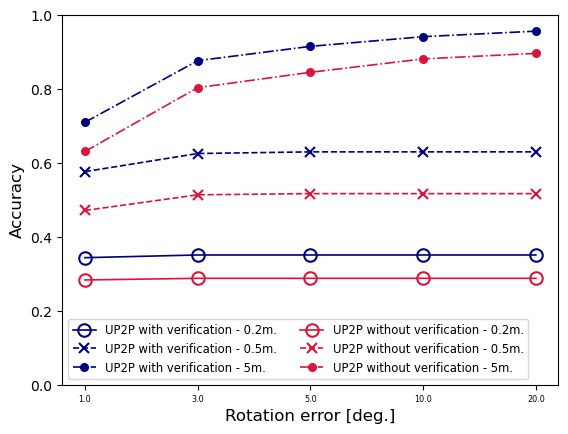 1.0
0.8
0.6
0.4
0.2
0.0
Accuracy
UP2P with verification - 0.2m.
UP2P with verification - 0.5m.
UP2P with verification - 5m.
UP2P without verification - 0.2m.
UP2P without verification - 0.5m.
UP2P without verification - 5m.
1.0 3.0 5.0 10.0 20.0
Rotation error [deg.]